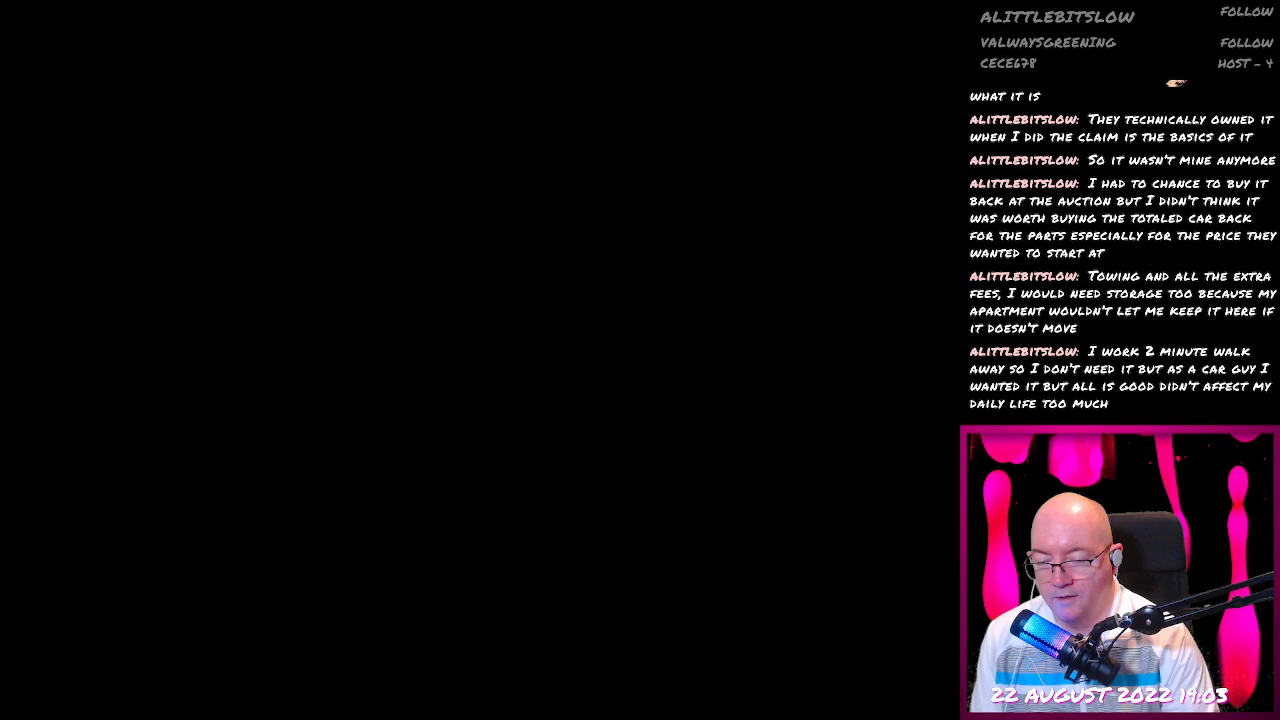 ALITTLEBITSLOW FOLLOW
VALWAYSGREENING FOLLOW
CECE678 HOST - 4
WHAT IT IS
ALITTLEBITSLOW: THEY TECHNICALLY OWNED IT
WHEN I DID THE CLAIM IS THE BASICS OF IT
ALITTLEBITSLOW: SO IT WASN'T MINE ANYMORE
ALITTLEBITSLOW: I HAD TO CHANCE TO BUY IT
BACK AT THE AUCTION BUT I DIDN'T THINK IT
WAS WORTH BUYING THE TOTALED CAR BACK
FOR THE PARTS ESPECIALLY FOR THE PRICE THEY
WANTED TO START AT
ALITTLEBITSLOW: TOWING AND ALL THE EXTRA
FEES, I WOULD NEED STORAGE TOO BECAUSE MY
APARTMENT WOULDN'T LET ME KEEP IT HERE IF
IT DOESN'T MOVE
ALITTLEBITSLOW: I WORK 2 MINUTE WALK
AWAY SO I DON'T NEED IT BUT AS A CAR GUY I
WANTED IT BUT ALL IS GOOD DIDN'T AFFECT MY
DAILY LIFE TOO MUCH
22 AUGUST 2022 19:03